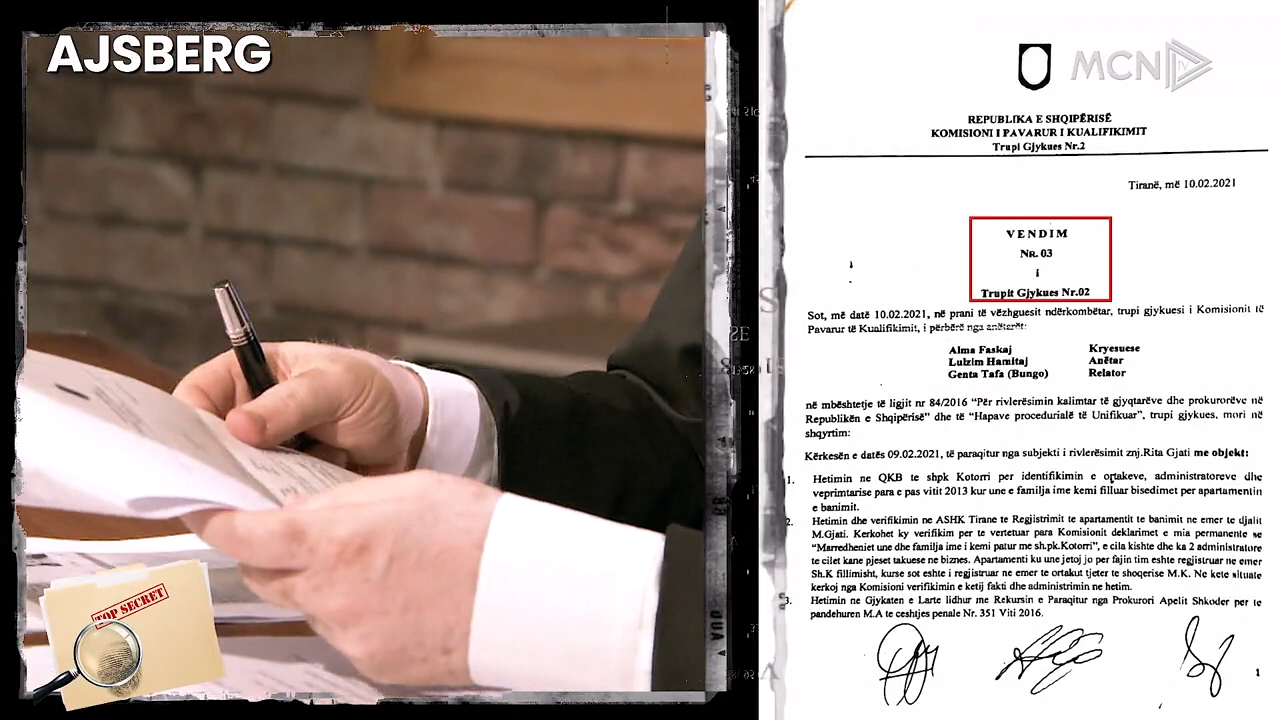 AJSBERG
TOP SECRET
MCN TV
REPUBLIKA E SHQIPËRISË
KOMISIONI I PAVARUR I KUALIFIKIMIT
Trupi Gjykues Nr.2
Tiranë, më 10.02.2021
VENDIM
NR. 03
i
Trupit Gjykues Nr.02
Sot, më datë 10.02.2021, në prani të vëzhguesit ndërkombëtar, trupi gjykuesi i Komisionit të
Pavarur të Kualifikimit, i përbërë nga anëtarët:
Alma Faskaj Kryesuese
Luizim Hamitaj Anëtar
Genta Tafa (Bungo) Relator
në mbështetje të ligjit nr 84/2016 “Për rivlerësimin kalimtar të gjyqtarëve dhe prokurorëve në
Republikën e Shqipërisë” dhe të “Hapave procedurialë të Unifikuar”, trupi gjykues, mori në
shqyrtim:
Kërkesën e datës 09.02.2021, të paraqitur nga subjekti i rivlerësimit znj.Rita Gjati me objekt:
1. Hetimin ne QKB te shpk Kotorri per identifikimin e ortakeve, administratoreve dhe
veprimtarise para e pas vitit 2013 kur une e familja ime kemi filluar bisedimet per apartamentin
e banimit.
2. Hetimin dhe verifikimin ne ASHK Tirane te Regjistrimit te apartamentit te banimit ne emer te djalit
M.Gjati. Kerkohet ky verifikim per te vertetuar para Komisionit deklarimet e mia permanente se
“Marredheniet une dhe familja ime i kemi patur me sh.pk.Kotorri”, e cila kishte dhe ka 2 administratore
te cilet kane pjeset takuese ne biznes. Apartamenti ku une jetoj jo per fajin tim eshte regjistruar ne emer
Sh.K fillimisht, kurse sot eshte i regjistruar ne emer te ortakut tjeter te shoqerise M.K. Ne kete situate
kerkoj nga Komisioni verifikimin e ketij fakti dhe administrimin ne hetim.
3. Hetimin ne Gjykaten e Larte lidhur me Rekursin e Paraqitur nga Prokurori Apelit Shkoder per te
pandehuren M.A te ceshtjes penale Nr. 351 Viti 2016.
1